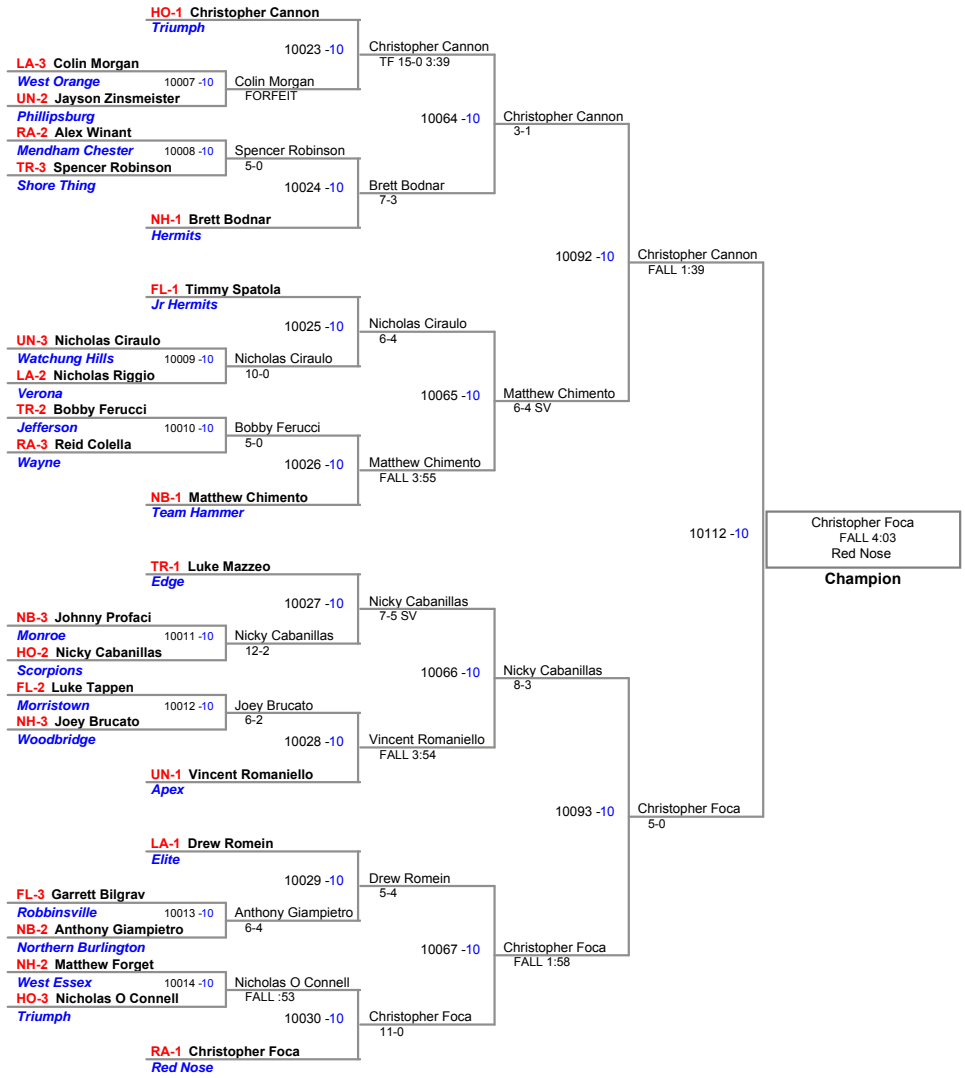 HO-1 Christopher Cannon
Triumph
10023 -10
Christopher Cannon
TF 15-0 3:39
LA-3 Colin Morgan
West Orange
10007 -10
Colin Morgan
FORFEIT
UN-2 Jayson Zinsmeister
Phillipsburg
10064 -10
Christopher Cannon
3-1
RA-2 Alex Winant
Mendham Chester
10008 -10
Spencer Robinson
5-0
TR-3 Spencer Robinson
Shore Thing
10024 -10
Brett Bodnar
7-3
NH-1 Brett Bodnar
Hermits
10092 -10
Christopher Cannon
FALL 1:39
FL-1 Timmy Spatola
Jr Hermits
10025 -10
Nicholas Ciraulo
6-4
UN-3 Nicholas Ciraulo
Watchung Hills
10009 -10
Nicholas Ciraulo
10-0
LA-2 Nicholas Riggio
Verona
10065 -10
Matthew Chimento
6-4 SV
TR-2 Bobby Ferucci
Jefferson
10010 -10
Bobby Ferucci
5-0
RA-3 Reid Colella
Wayne
10026 -10
Matthew Chimento
FALL 3:55
NB-1 Matthew Chimento
Team Hammer
10112 -10
Christopher Foca
FALL 4:03
Red Nose
Champion
TR-1 Luke Mazzeo
Edge
10027 -10
Nicky Cabanillas
7-5 SV
NB-3 Johnny Profaci
Monroe
10011 -10
Nicky Cabanillas
12-2
HO-2 Nicky Cabanillas
Scorpions
10066 -10
Nicky Cabanillas
8-3
FL-2 Luke Tappen
Morristown
10012 -10
Joey Brucato
6-2
NH-3 Joey Brucato
Woodbridge
10028 -10
Vincent Romaniello
FALL 3:54
UN-1 Vincent Romaniello
Apex
10093 -10
Christopher Foca
5-0
LA-1 Drew Romein
Elite
10029 -10
Drew Romein
5-4
FL-3 Garrett Bilgrav
Robbinsville
10013 -10
Anthony Giampietro
6-4
NB-2 Anthony Giampietro
Northern Burlington
10067 -10
Christopher Foca
FALL 1:58
NH-2 Matthew Forget
West Essex
10014 -10
Nicholas O Connell
FALL :53
HO-3 Nicholas O Connell
Triumph
10030 -10
Christopher Foca
11-0
RA-1 Christopher Foca
Red Nose